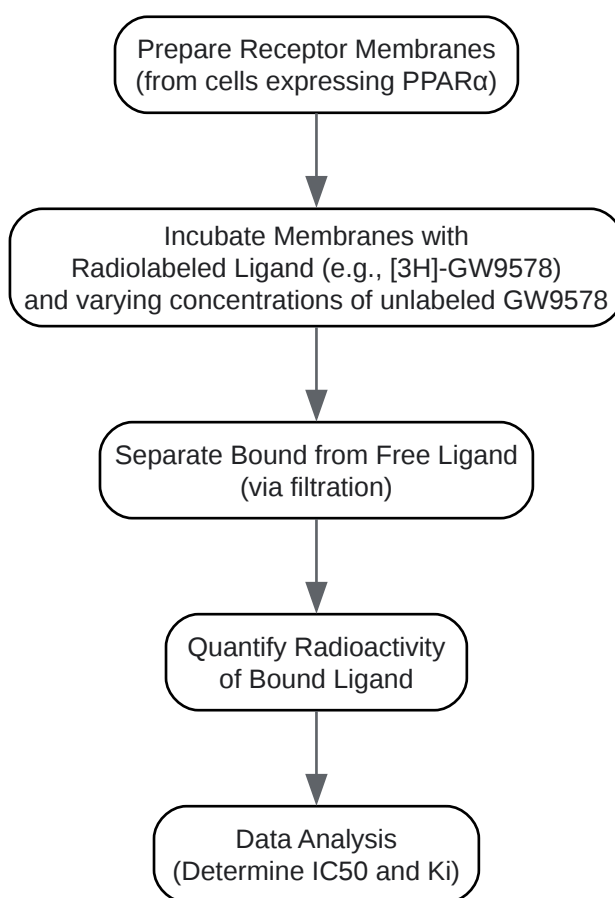 Prepare Receptor Membranes
(from cells expressing PPARα)
Incubate Membranes with
Radiolabeled Ligand (e.g., [3H]-GW9578)
and varying concentrations of unlabeled GW9578
Separate Bound from Free Ligand
(via filtration)
Quantify Radioactivity
of Bound Ligand
Data Analysis
(Determine IC50 and Ki)